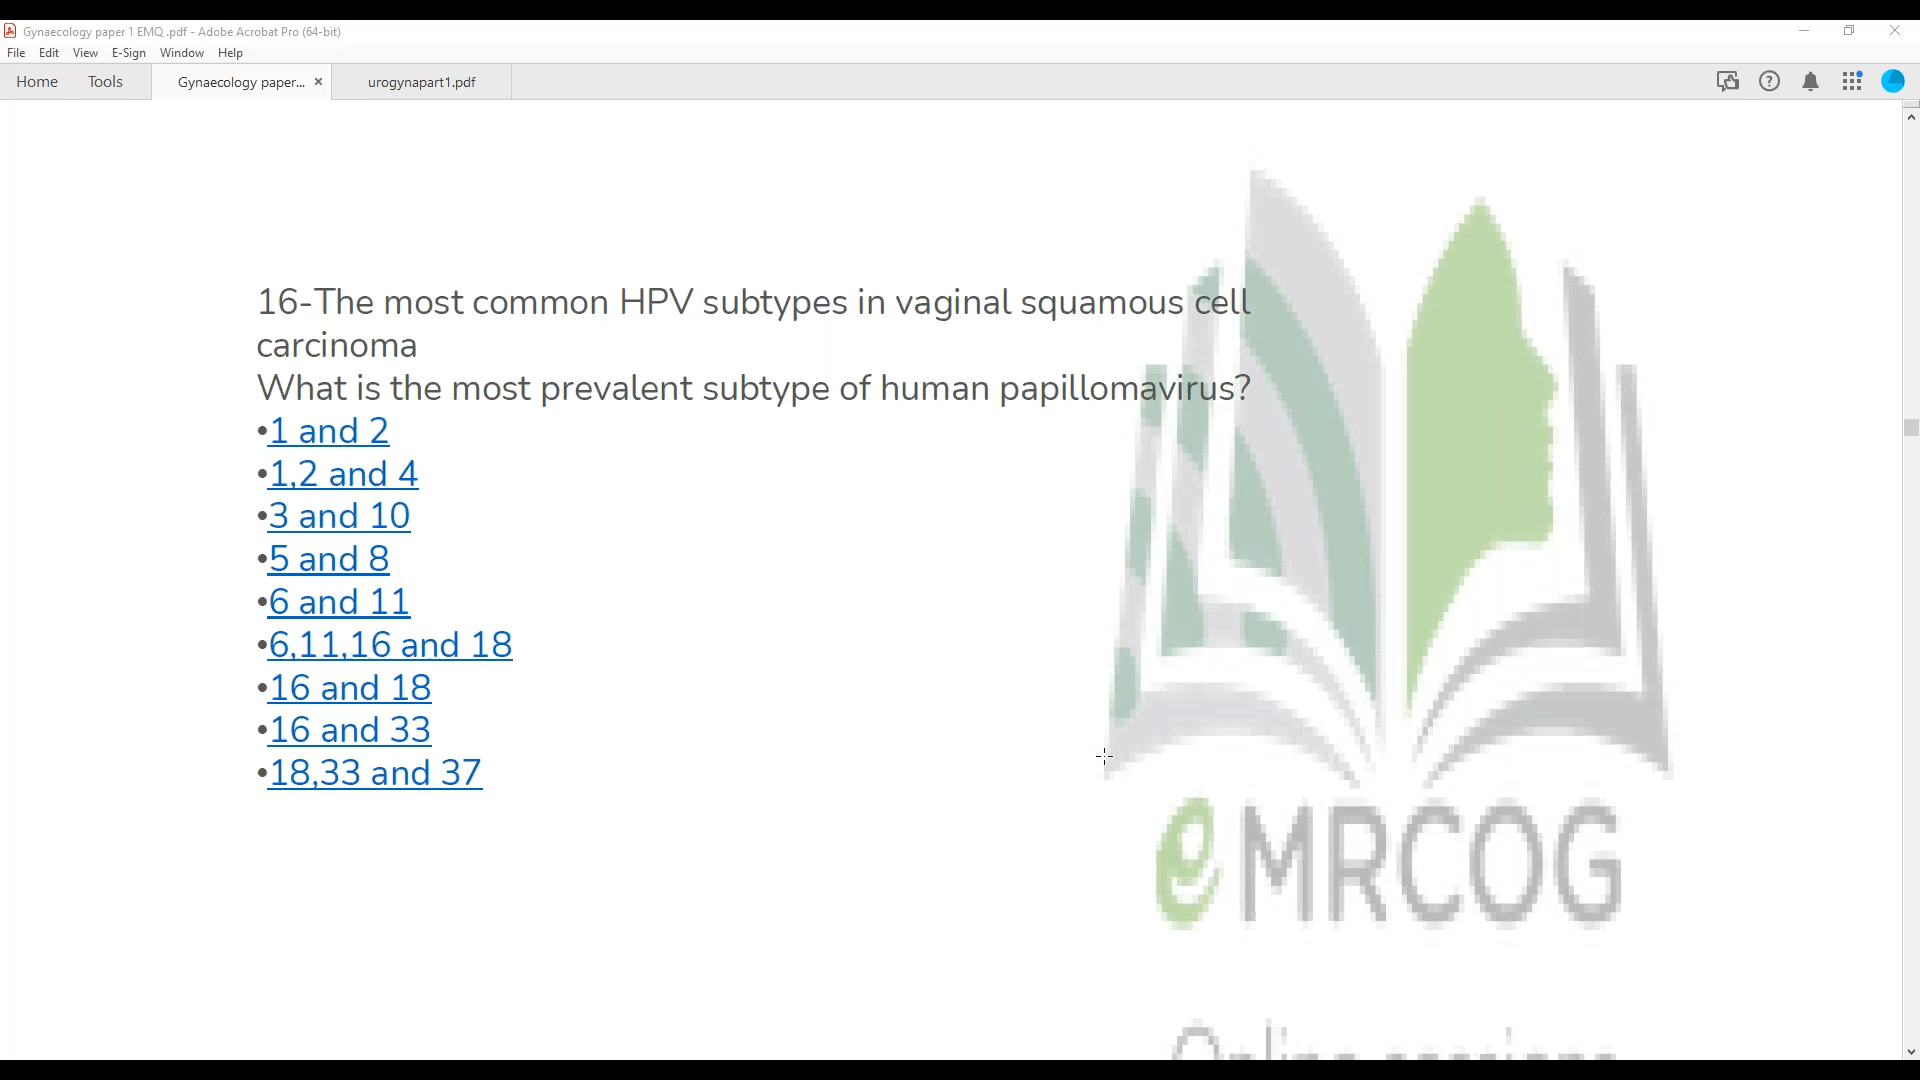 Gynaecology paper 1 EMQ .pdf - Adobe Acrobat Pro (64-bit)
File Edit View E-Sign Window Help
Home Tools Gynaecology paper... × urogynapart1.pdf
16-The most common HPV subtypes in vaginal squamous cell
carcinoma
What is the most prevalent subtype of human papillomavirus?
•1 and 2
•1,2 and 4
•3 and 10
•5 and 8
•6 and 11
•6,11,16 and 18
•16 and 18
•16 and 33
•18,33 and 37
eMRCOG